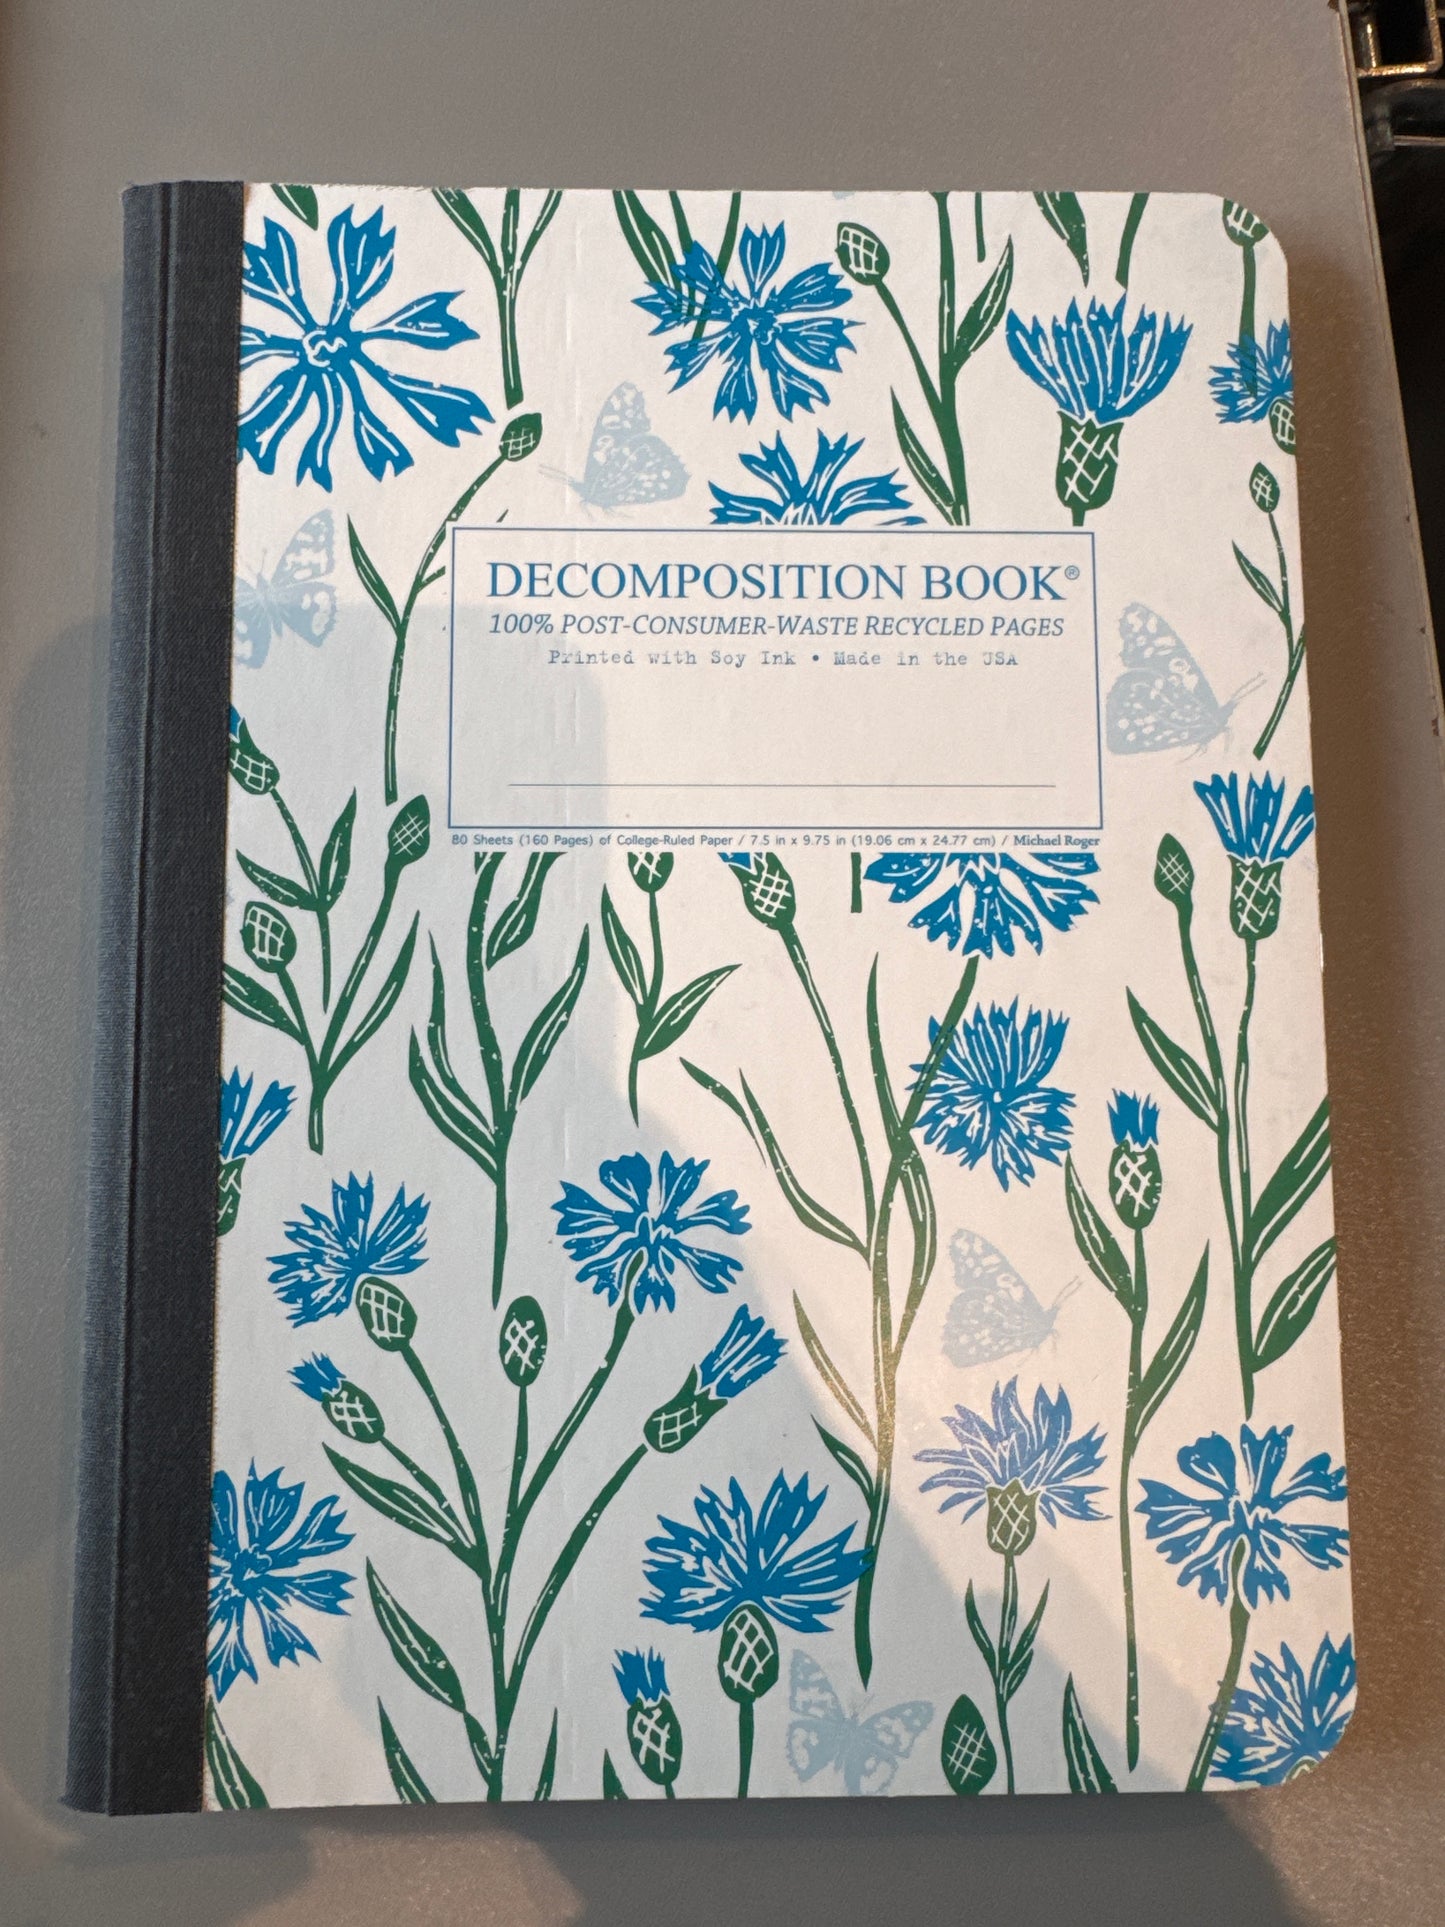 DECOMPOSITION BOOK®
100% POST-CONSUMER-WASTE RECYCLED PAGES
Printed with Soy Ink • Made in the USA
80 Sheets (160 Pages) of College-Ruled Paper / 7.5 in x 9.75 in (19.06 cm x 24.77 cm) / Michael Roger